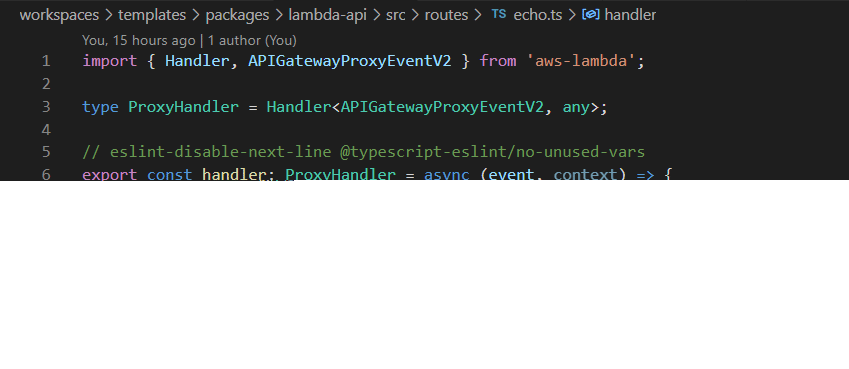 workspaces > templates > packages > lambda-api > src > routes > TS echo.ts > handler
You, 15 hours ago | 1 author (You)
1 import { Handler, APIGatewayProxyEventV2 } from 'aws-lambda';
2
3 type ProxyHandler = Handler<APIGatewayProxyEventV2, any>;
4
5 // eslint-disable-next-line @typescript-eslint/no-unused-vars
6 export const handler: ProxyHandler = async (event, context) => {